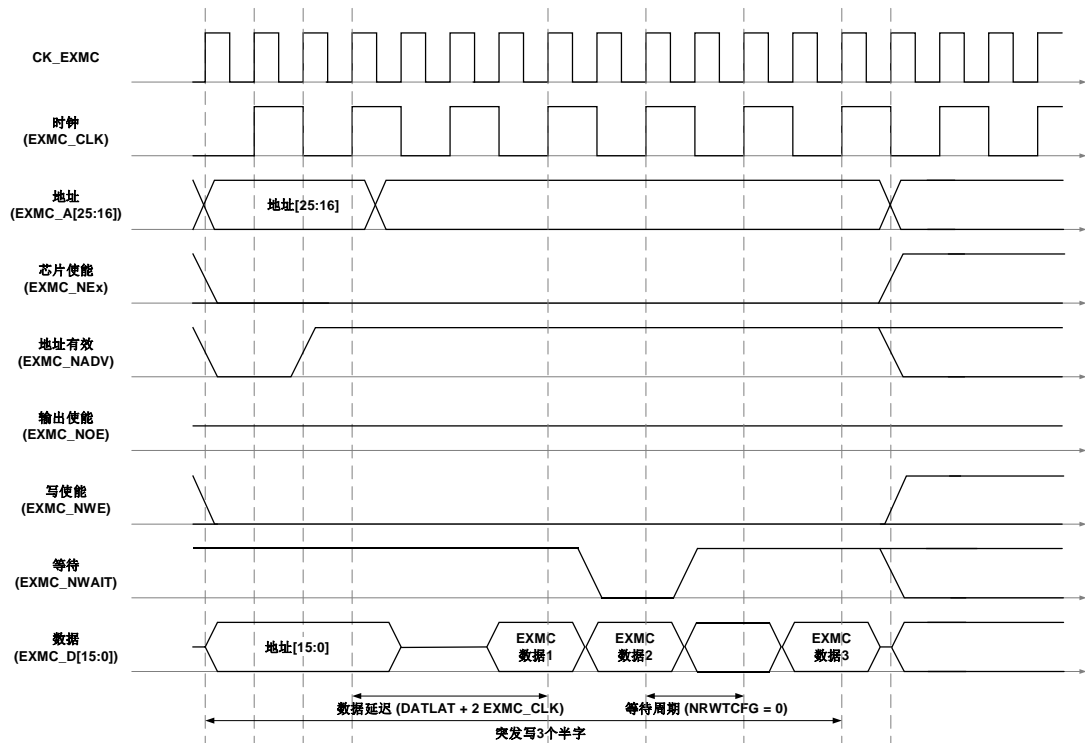 CK_EXMC
时钟
(EXMC_CLK)
地址
(EXMC_A[25:16])
地址[25:16]
芯片使能
(EXMC_NEx)
地址有效
(EXMC_NADV)
输出使能
(EXMC_NOE)
写使能
(EXMC_NWE)
等待
(EXMC_NWAIT)
数据
(EXMC_D[15:0])
地址[15:0]
EXMC
数据1
EXMC
数据2
EXMC
数据3
数据延迟 (DATLAT + 2 EXMC_CLK)
等待周期 (NRWTCFG = 0)
突发写3个半字